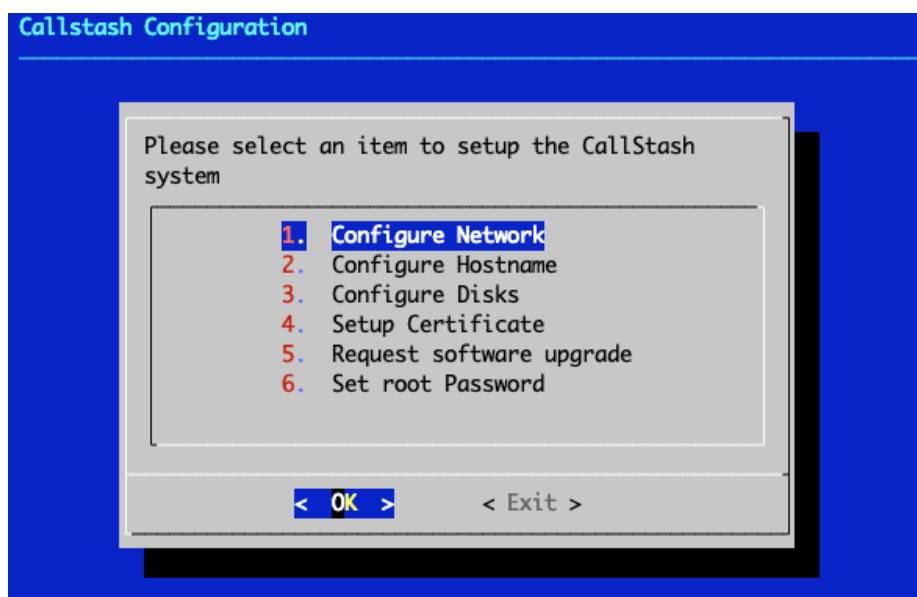 Callstash Configuration
Please select an item to setup the CallStash
system
1. Configure Network
2. Configure Hostname
3. Configure Disks
4. Setup Certificate
5. Request software upgrade
6. Set root Password
< OK > < Exit >